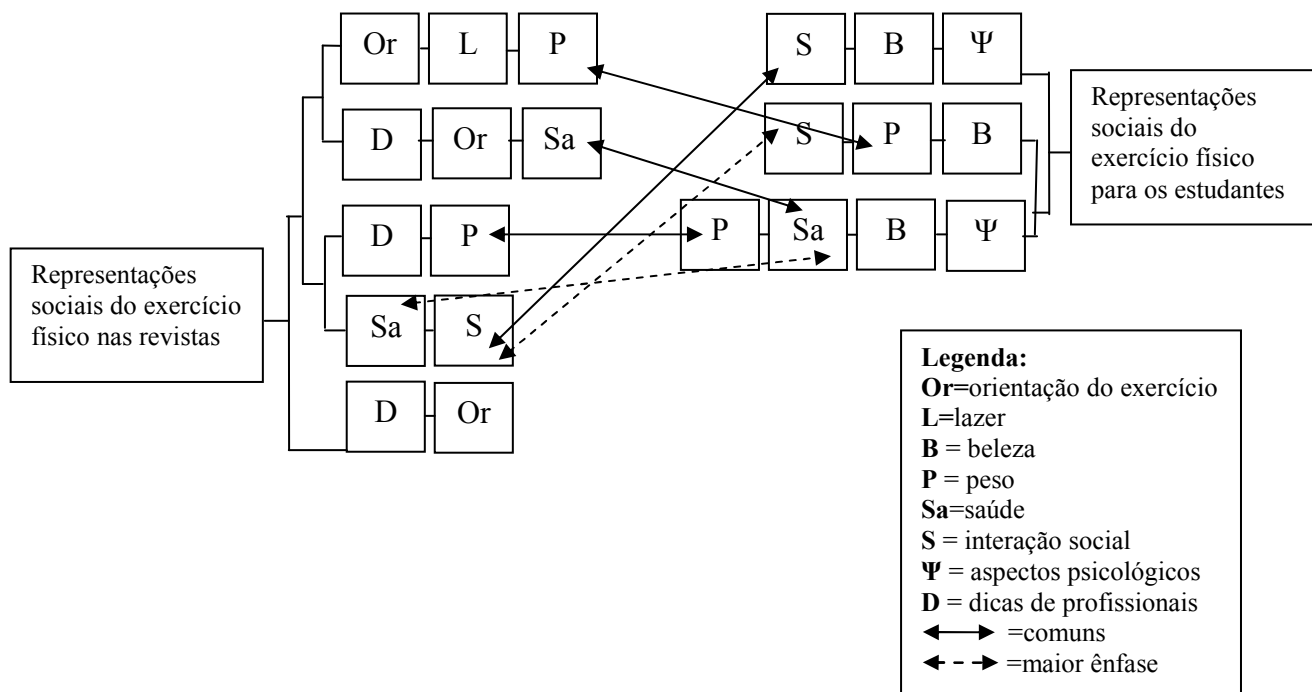 Or L P
S B Ψ
D Or Sa
S P B
D P
P Sa B Ψ
Sa S
D Or
Representações
sociais do exercício
físico nas revistas
Representações
sociais do
exercício físico
para os estudantes
Legenda:
Or=orientação do exercício
L=lazer
B = beleza
P = peso
Sa=saúde
S = interação social
Ψ = aspectos psicológicos
D = dicas de profissionais
=comuns
=maior ênfase